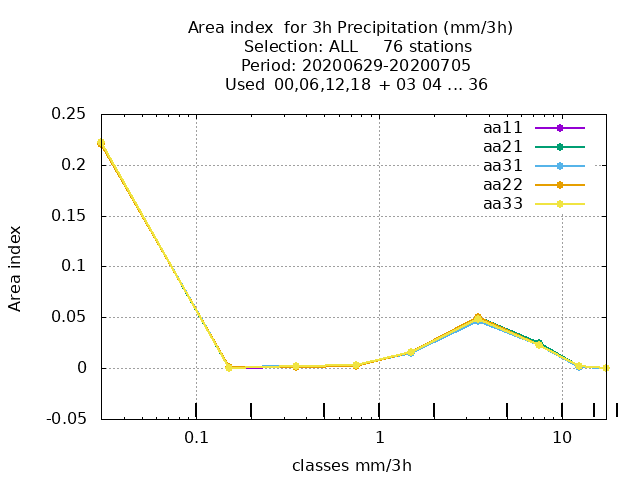 Area index  for 3h Precipitation (mm/3h)
Selection: ALL     76 stations
Period: 20200629-20200705
Used  00,06,12,18 + 03 04 ... 36
aa11
aa21
aa31
aa22
aa33
0.25
0.2
0.15
0.1
0.05
0
-0.05
Area index
0.1
1
10
classes mm/3h